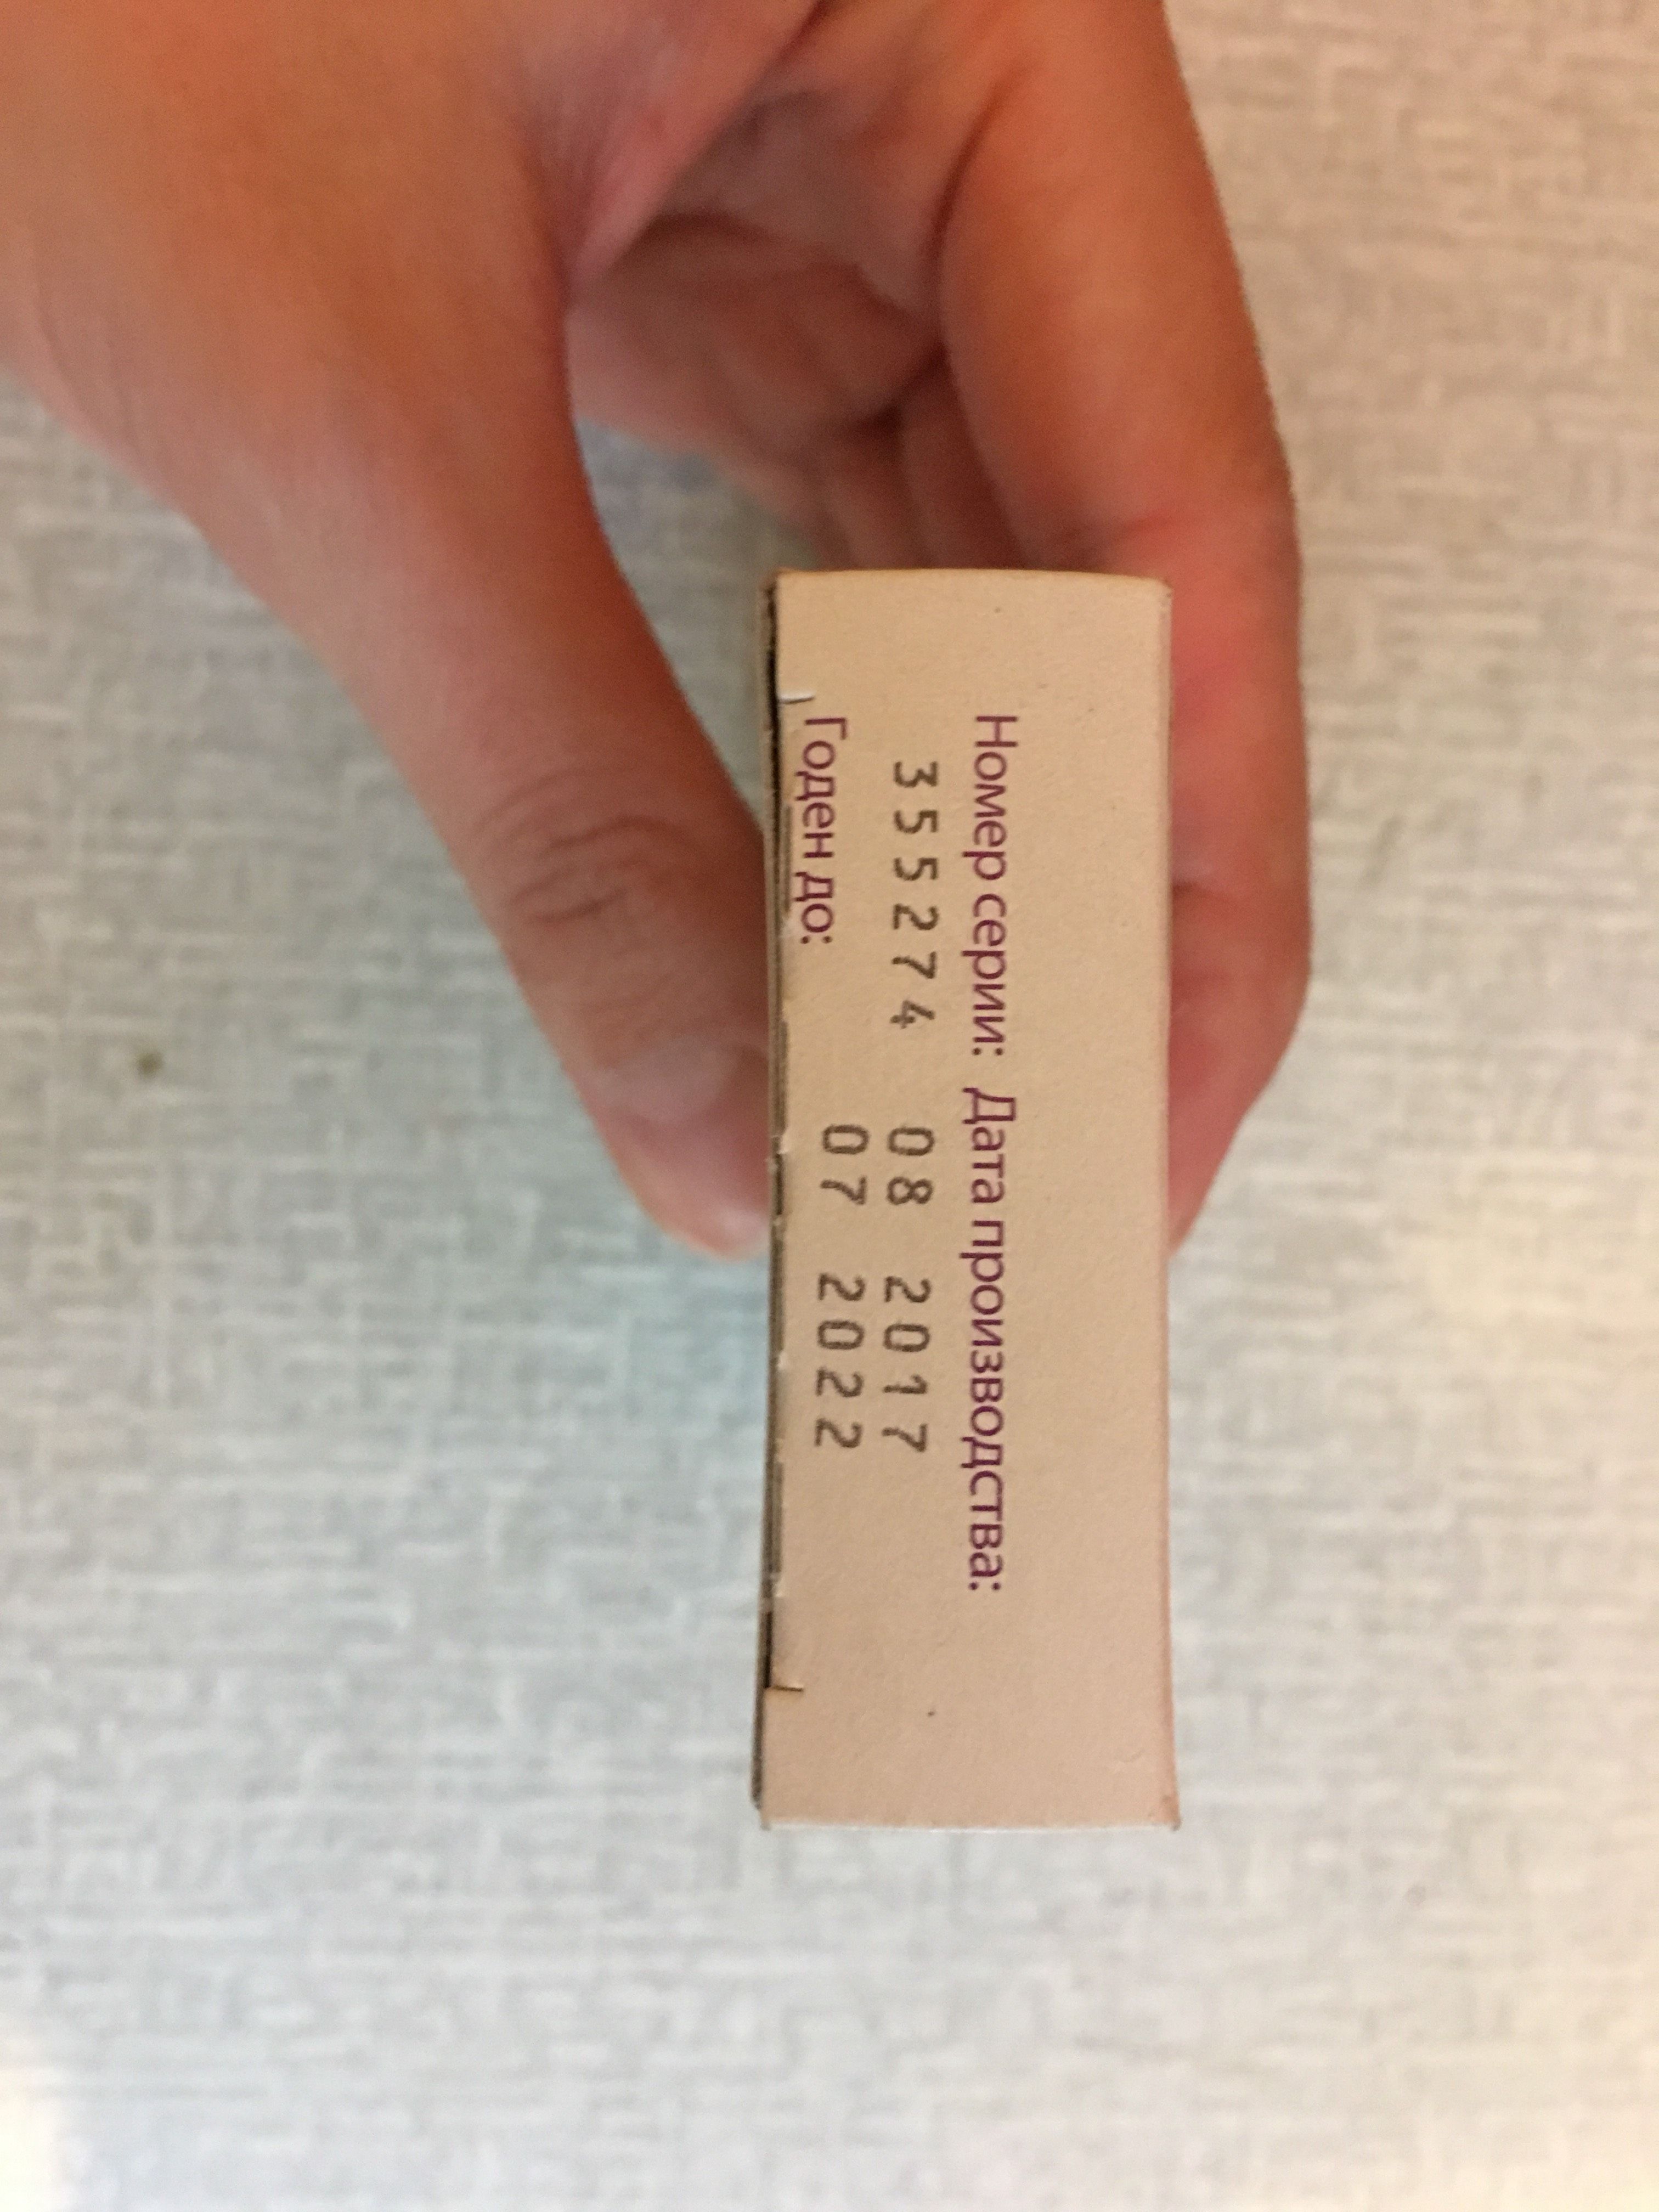 Номер серии: Дата производства:
355274 08 2017
Годен до: 07 2022